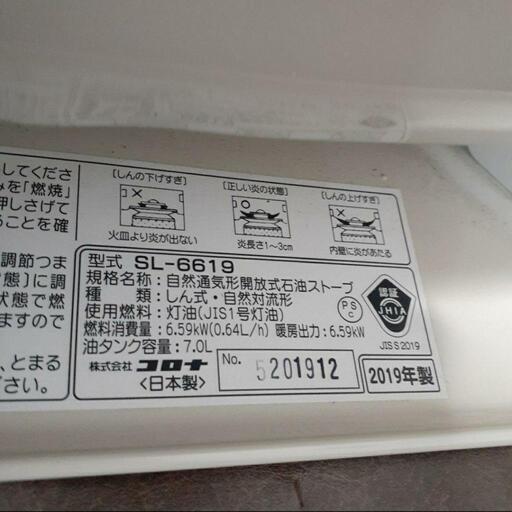 してくださ
みを「燃焼」
押しさげて
ることを確
調節つま
態〕に調
状態で燃
ますので
、とまる
ださい。
［しんの下げすぎ］ ［正しい炎の状態］ ［しんの上げすぎ］
火皿より炎が出ない 炎長さ1〜3cm 内壁に炎があたる
型式 SL-6619
規格名称：自然通気形開放式石油ストーブ
種 類：しん式・自然対流形
使用燃料：灯油(JIS1号灯油)
燃料消費量：6.59kW(0.64L/h) 暖房出力：6.59kW
油タンク容量：7.0L
株式会社 コロナ
〈日本製〉
No. 5201912
2019年製
PSC
認証
JHIA
JIS S 2019